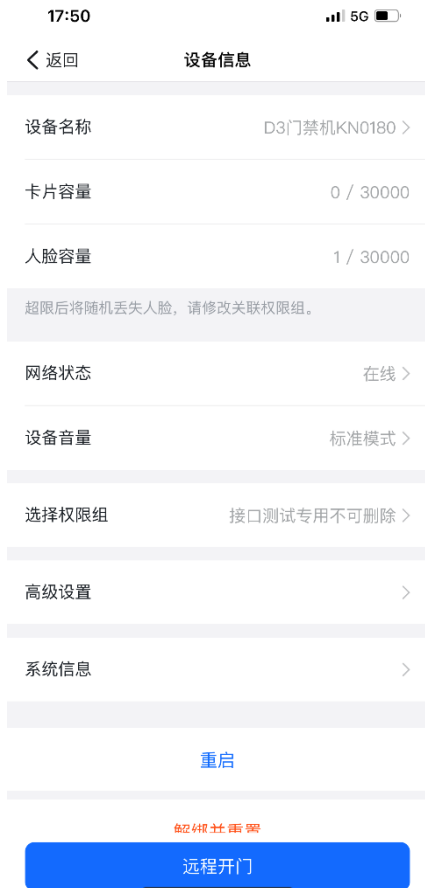 17:50
5G
返回
设备信息
设备名称
D3门禁机KN0180
卡片容量
0 / 30000
人脸容量
1 / 30000
超限后将随机丢失人脸，请修改关联权限组。
网络状态
在线
设备音量
标准模式
选择权限组
接口测试专用不可删除
高级设置
系统信息
重启
解绑并重置
远程开门